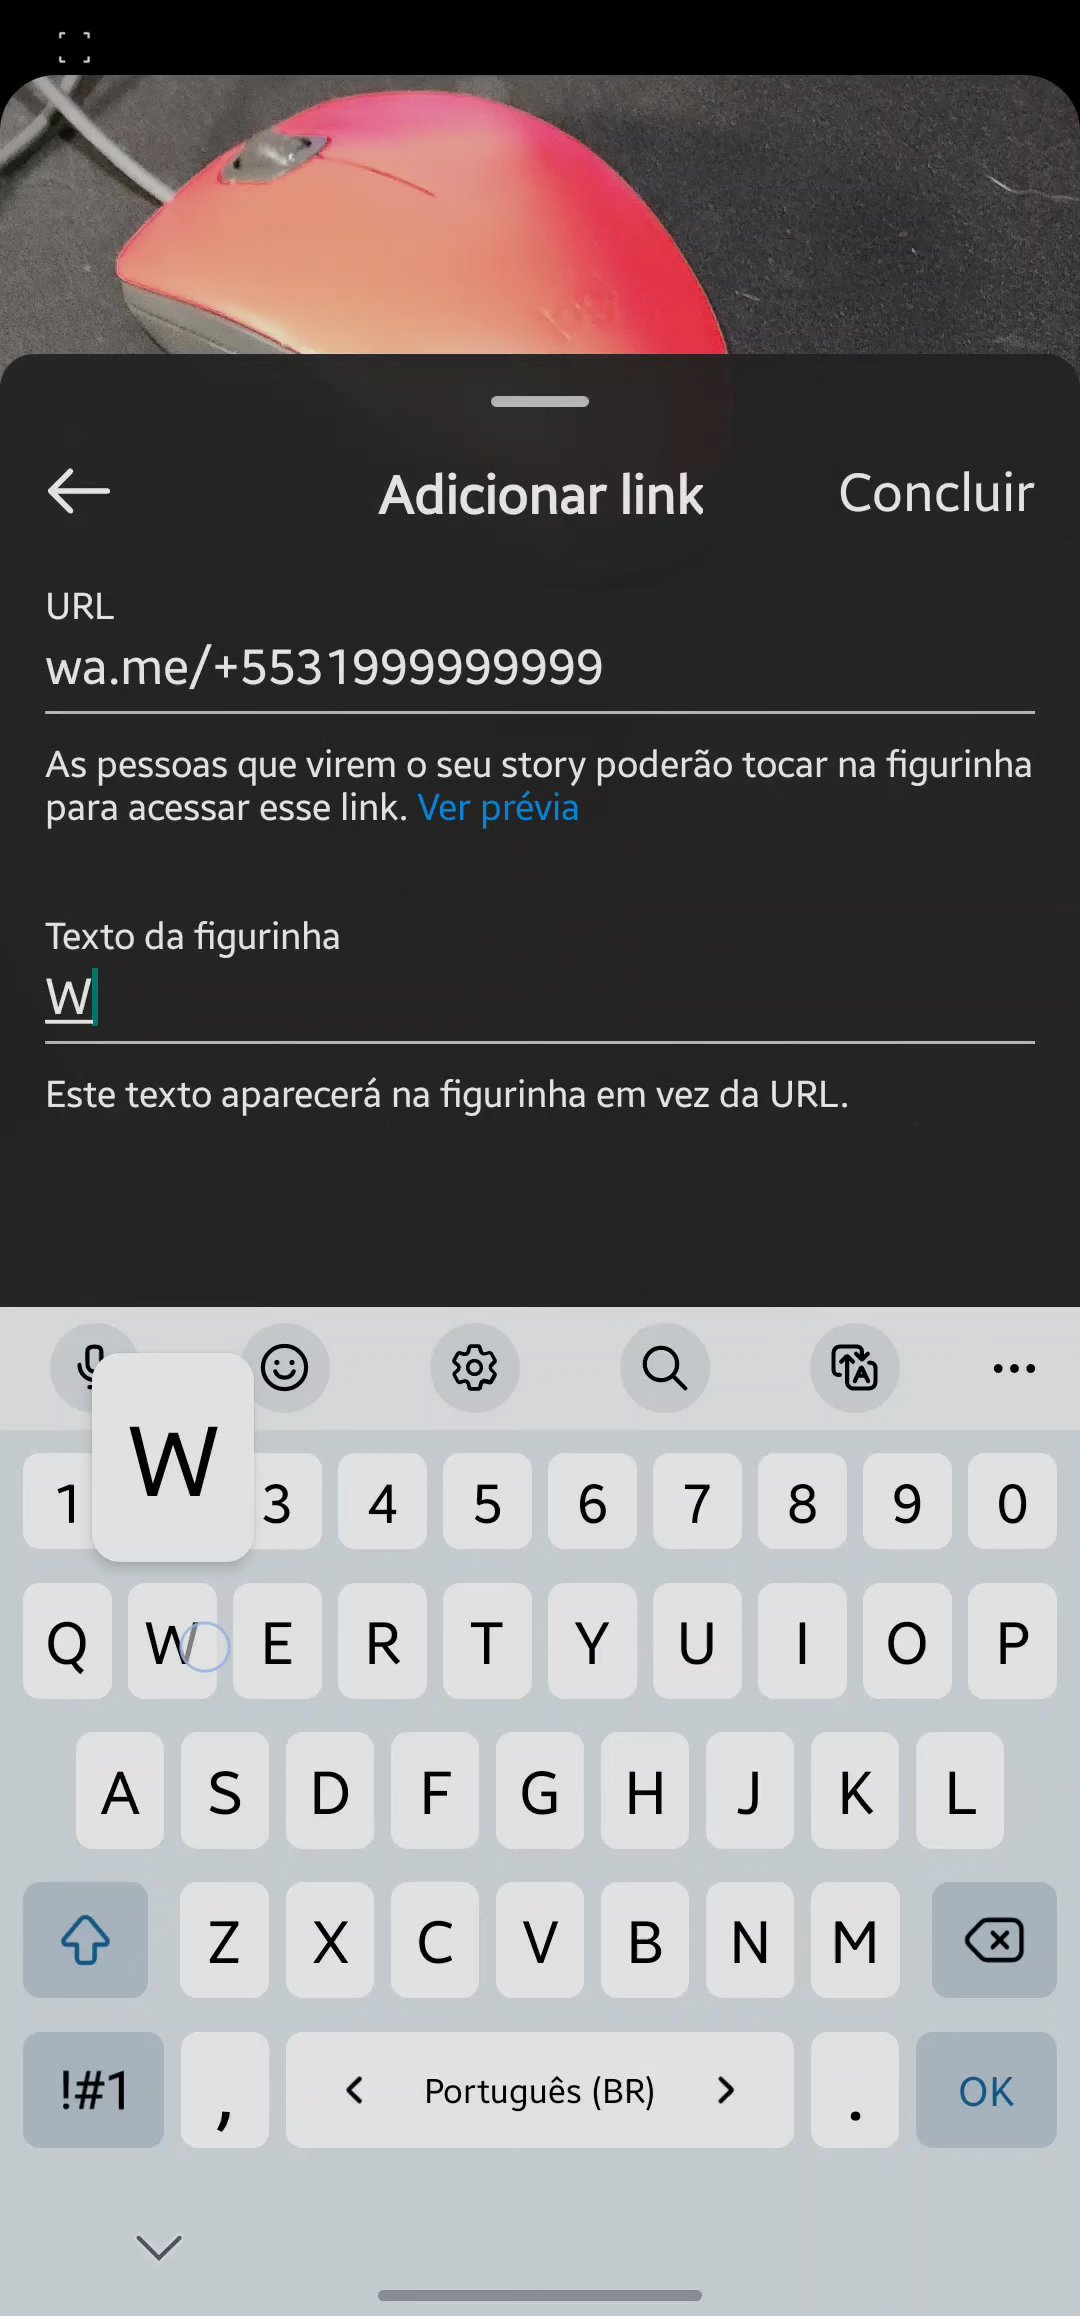 Adicionar link
Concluir
URL
wa.me/+5531999999999
As pessoas que virem o seu story poderão tocar na figurinha
para acessar esse link. Ver prévia
Texto da figurinha
W
Este texto aparecerá na figurinha em vez da URL.
W
1 3 4 5 6 7 8 9 0
Q W E R T Y U I O P
A S D F G H J K L
Z X C V B N M
!#1 , < Português (BR) > . OK